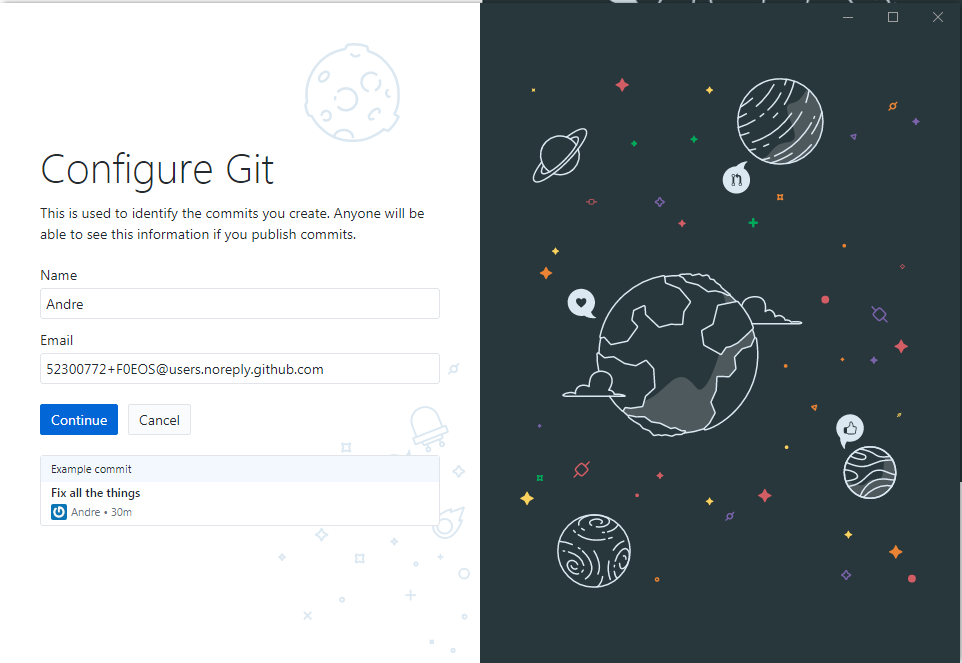 Configure Git
This is used to identify the commits you create. Anyone will be
able to see this information if you publish commits.
Name
Andre
Email
52300772+F0EOS@users.noreply.github.com
Continue Cancel
Example commit
Fix all the things
Andre • 30m